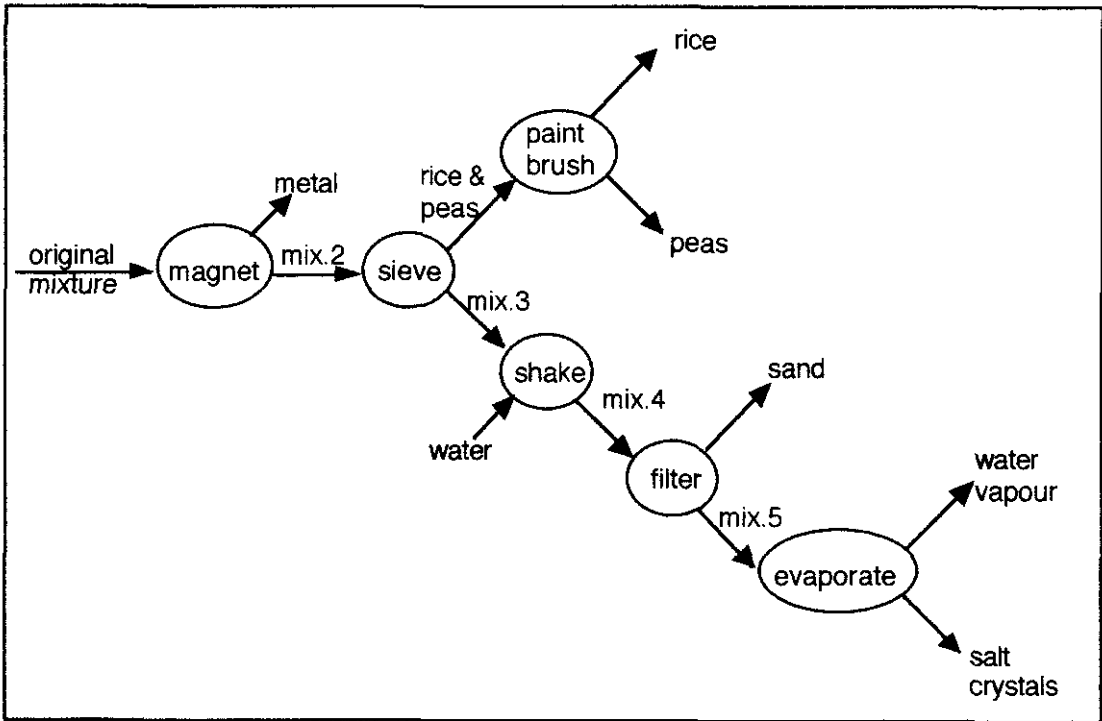 rice
paint
brush
rice &
peas
metal
peas
original
mixture
magnet
mix.2
sieve
mix.3
shake
sand
mix.4
water
filter
water
vapour
mix.5
evaporate
salt
crystals